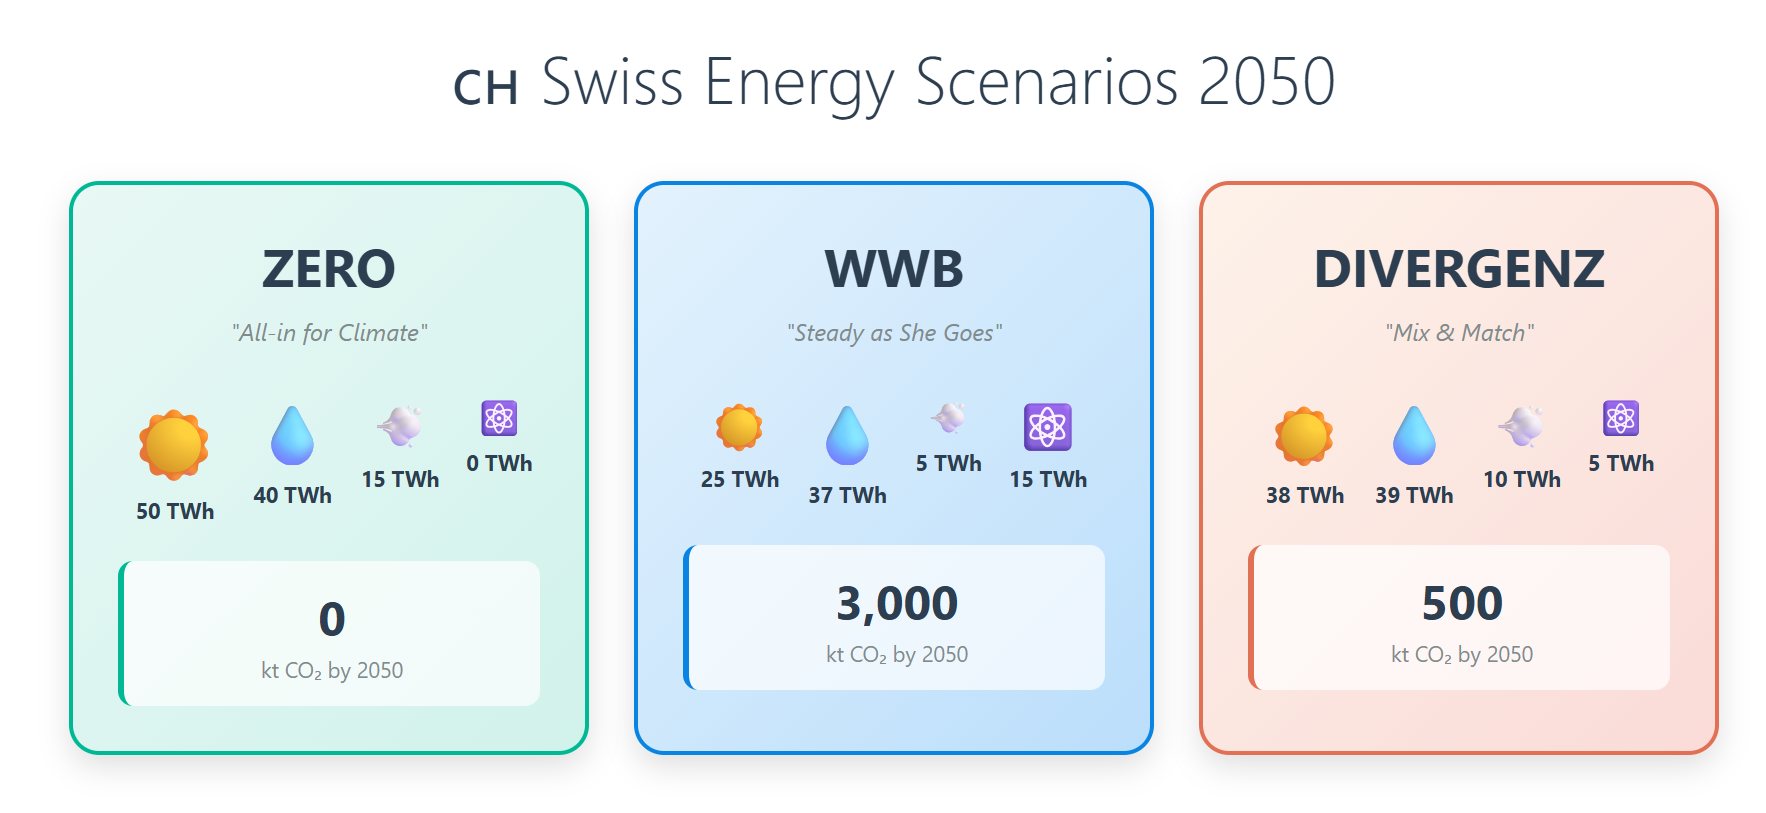 CH Swiss Energy Scenarios 2050
ZERO
"All-in for Climate"
50 TWh
40 TWh
15 TWh
0 TWh
0
kt CO₂ by 2050
WWB
"Steady as She Goes"
25 TWh
37 TWh
5 TWh
15 TWh
3,000
kt CO₂ by 2050
DIVERGENZ
"Mix & Match"
38 TWh
39 TWh
10 TWh
5 TWh
500
kt CO₂ by 2050